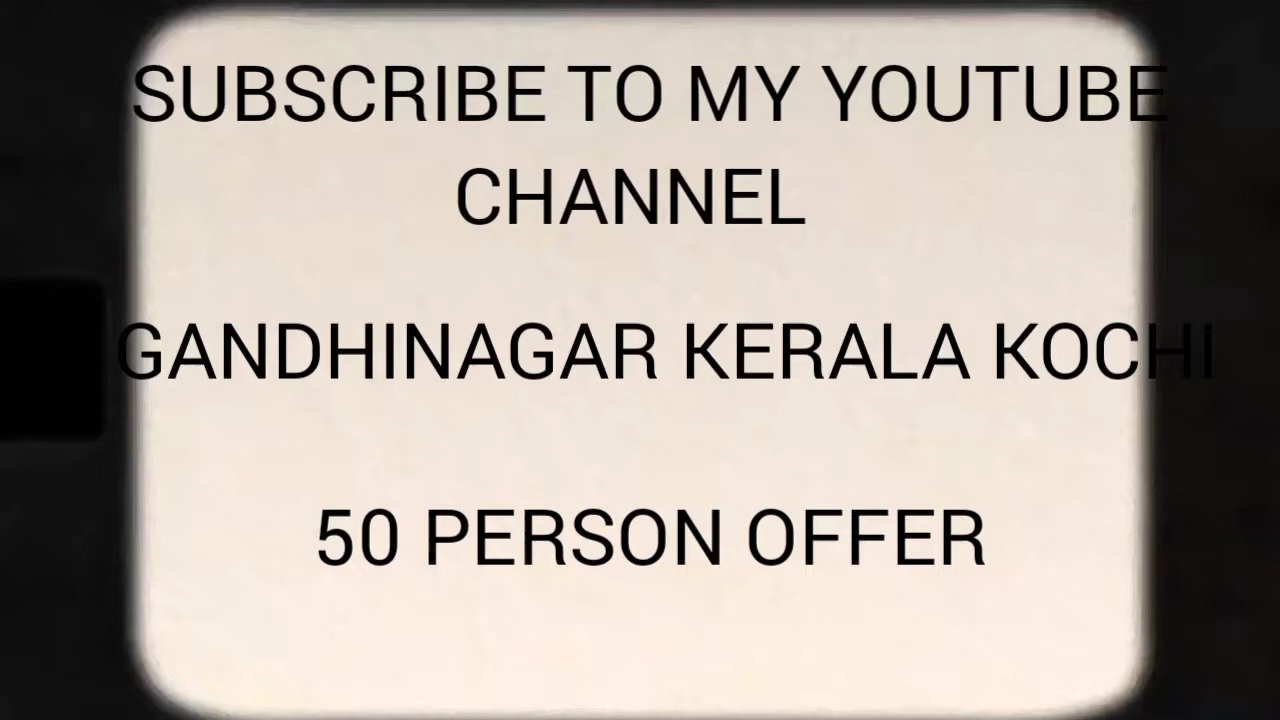 SUBSCRIBE TO MY YOUTUBE
CHANNEL
GANDHINAGAR KERALA KOCHI
50 PERSON OFFER